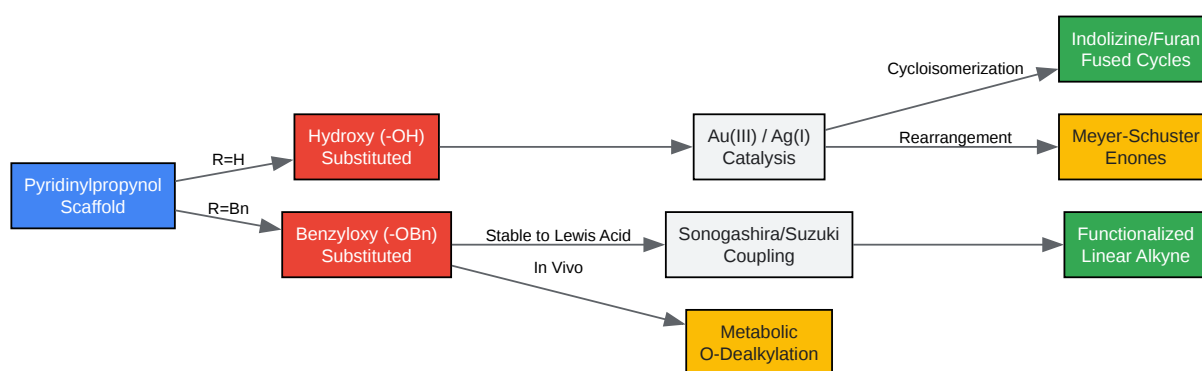 Pyridinylpropynol
Scaffold
R=H
R=Bn
Hydroxy (-OH)
Substituted
Benzyloxy (-OBn)
Substituted
Stable to Lewis Acid
In Vivo
Au(III) / Ag(I)
Catalysis
Sonogashira/Suzuki
Coupling
Metabolic
O-Dealkylation
Cycloisomerization
Rearrangement
Indolizine/Furan
Fused Cycles
Meyer-Schuster
Enones
Functionalized
Linear Alkyne